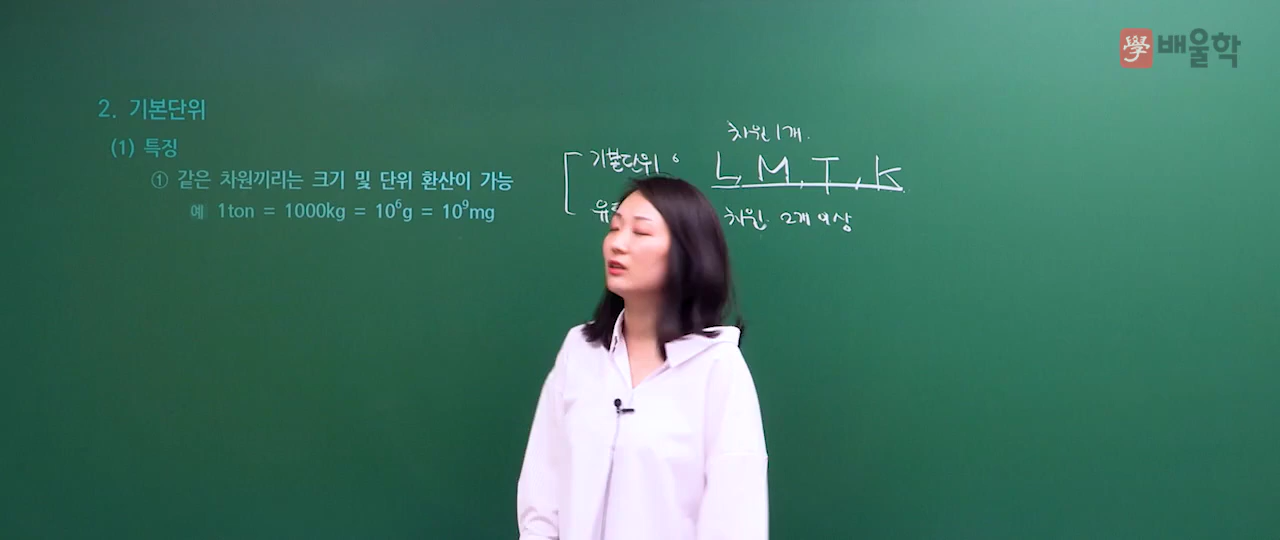 學 배울학
2. 기본단위
(1) 특징
① 같은 차원끼리는 크기 및 단위 환산이 가능
예 1ton = 1000kg = 10⁶g = 10⁹mg
차원 1개.
기본단위 L, M, T, K
유
차원 2개 이상